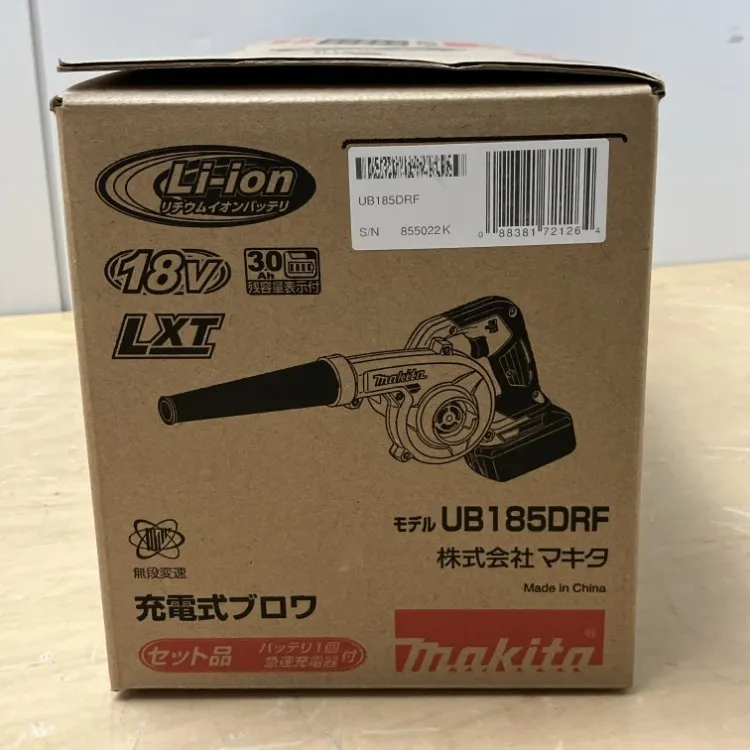 Li-ion
リチウムイオンバッテリ
UB185DRF
S/N 855022K
0 88381 72126 4
18V
3.0
Ah
残容量表示付
LXT
makita
モデル UB185DRF
株式会社 マキタ
Made in China
無段変速
充電式ブロワ
セット品
バッテリ1個
急速充電器付
makita®